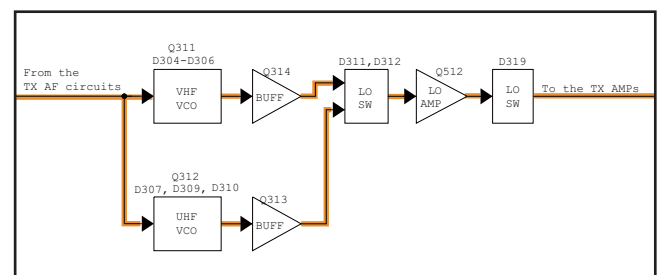 Q311
D304-D306
Q314
D311,D312
Q512
D319
From the
TX AF circuits
VHF
VCO
BUFF
LO
SW
LO
AMP
LO
SW
To the TX AMPs
Q312
D307, D309, D310
Q313
UHF
VCO
BUFF